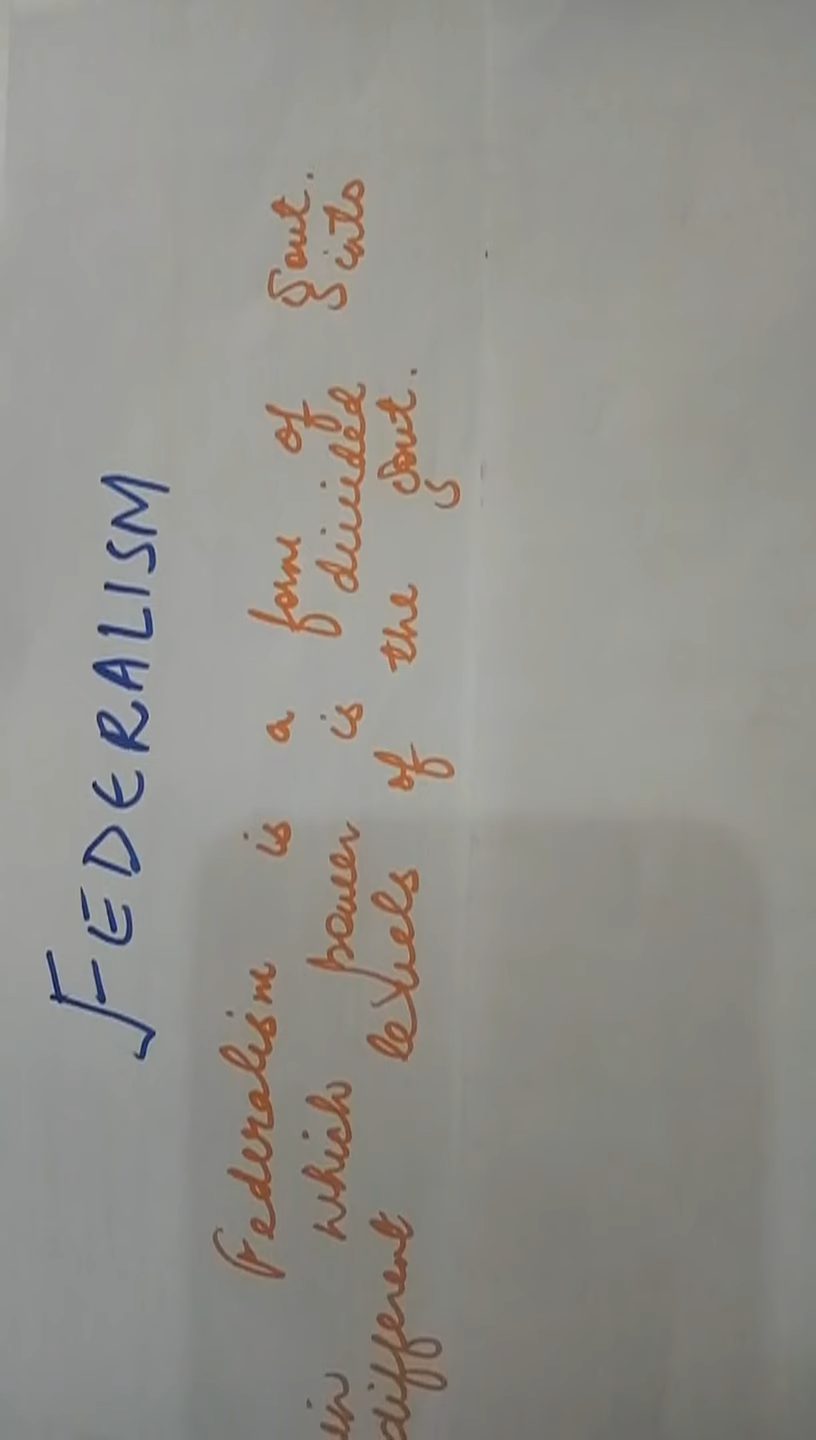 FEDERALISM
Federalism is a form of govt.
in which power is divided into
different levels of the govt.